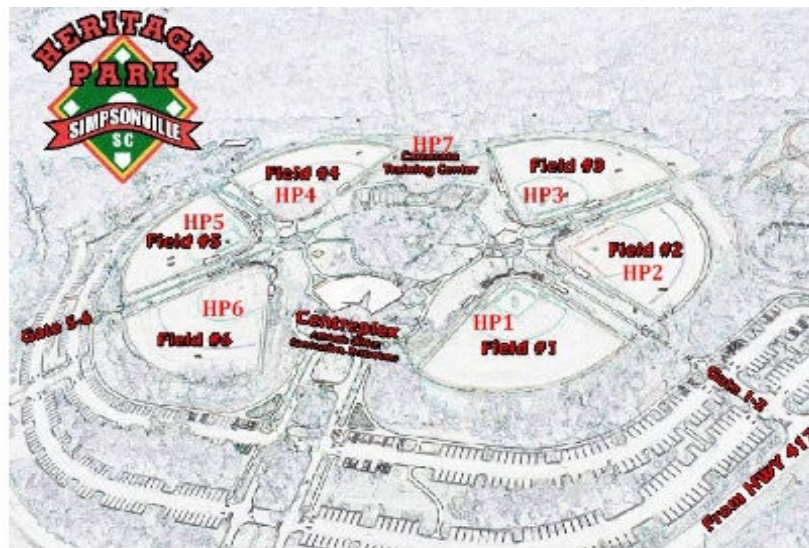 HERITAGE
PARK
SIMPSONVILLE
SC
HP7
Training Center
Field #4
HP4
Field #3
HP3
HP5
Field #5
Field #2
HP2
HP6
Field #6
Centreplex
HP1
Field #1
Gate 5-6
Gate 1-2
From HWY 417